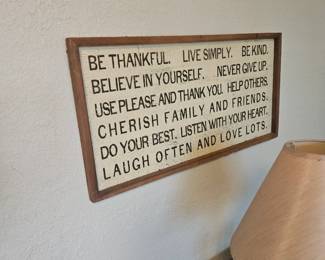 BE THANKFUL. LIVE SIMPLY. BE KIND.
BELIEVE IN YOURSELF. NEVER GIVE UP.
USE PLEASE AND THANK YOU. HELP OTHERS.
CHERISH FAMILY AND FRIENDS.
DO YOUR BEST. LISTEN WITH YOUR HEART.
LAUGH OFTEN AND LOVE LOTS.